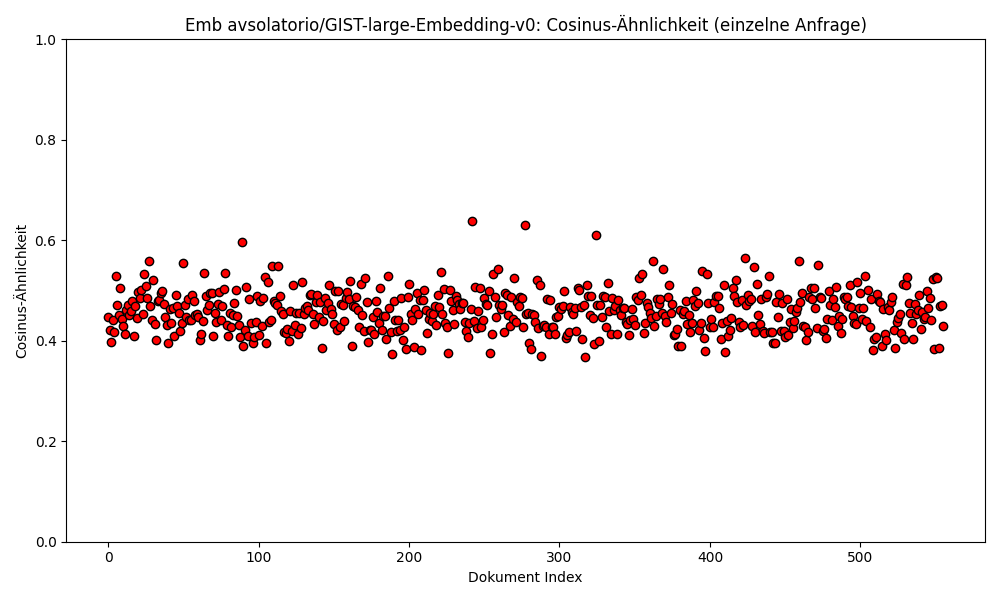 Emb avsolatorio/GIST-large-Embedding-v0: Cosinus-Ähnlichkeit (einzelne Anfrage)
1.0
0.8
0.6
0.4
0.2
0.0
Cosinus-Ähnlichkeit
0 100 200 300 400 500
Dokument Index